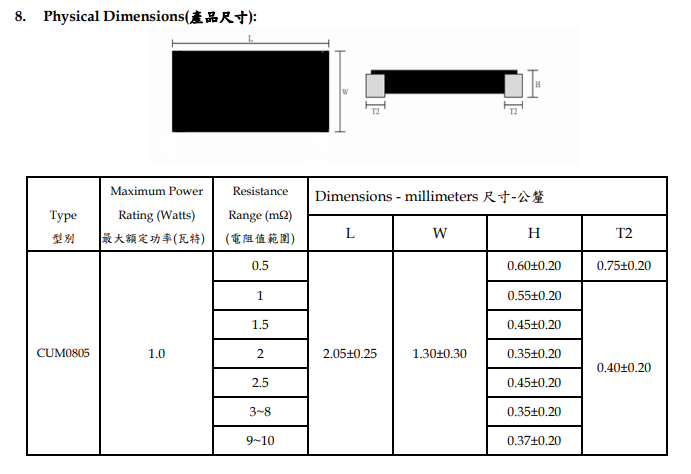 8. Physical Dimensions(產品尺寸):
L
W
H
T2
T2
Type
型別
Maximum Power
Rating (Watts)
最大額定功率(瓦特)
Resistance
Range (mΩ)
(電阻值範圍)
Dimensions - millimeters 尺寸-公釐
L W H T2
CUM0805 1.0 0.5 2.05±0.25 1.30±0.30 0.60±0.20 0.75±0.20
1 0.55±0.20 0.40±0.20
1.5 0.45±0.20
2 0.35±0.20
2.5 0.45±0.20
3~8 0.35±0.20
9~10 0.37±0.20